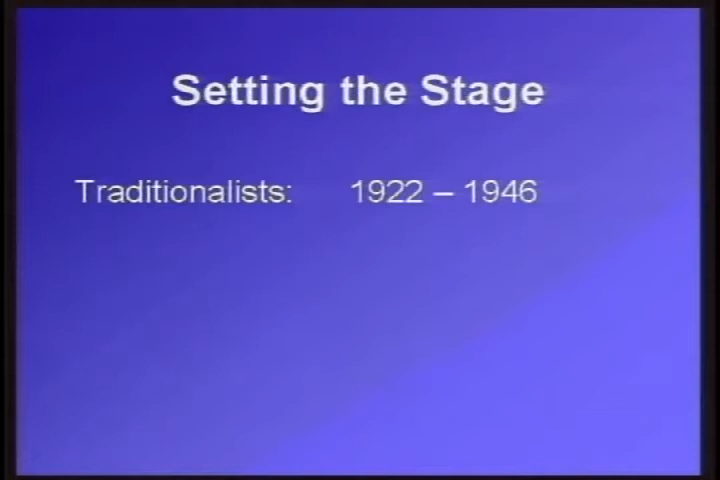 Setting the Stage
Traditionalists: 1922 – 1946